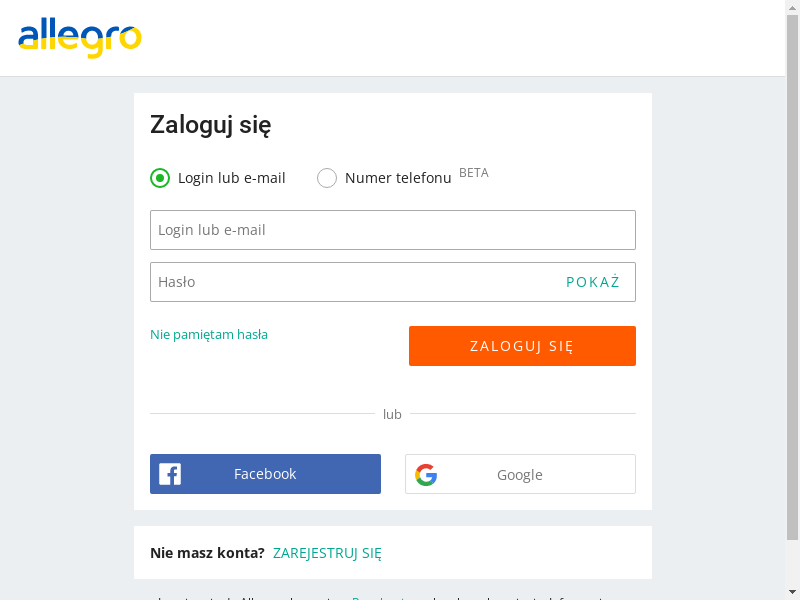 allegro
Zaloguj się
Login lub e-mail Numer telefonu BETA
Login lub e-mail
Hasło POKAŻ
Nie pamiętam hasła ZALOGUJ SIĘ
lub
Facebook Google
Nie masz konta? ZAREJESTRUJ SIĘ